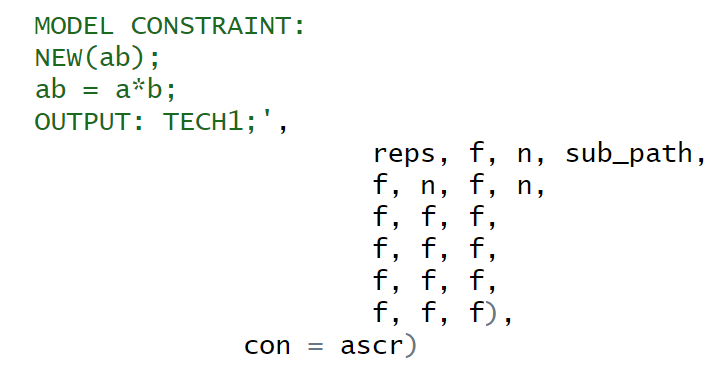 MODEL CONSTRAINT:
NEW(ab);
ab = a*b;
OUTPUT: TECH1;',
reps, f, n, sub_path,
f, n, f, n,
f, f, f,
f, f, f,
f, f, f,
f, f, f),
con = ascr)